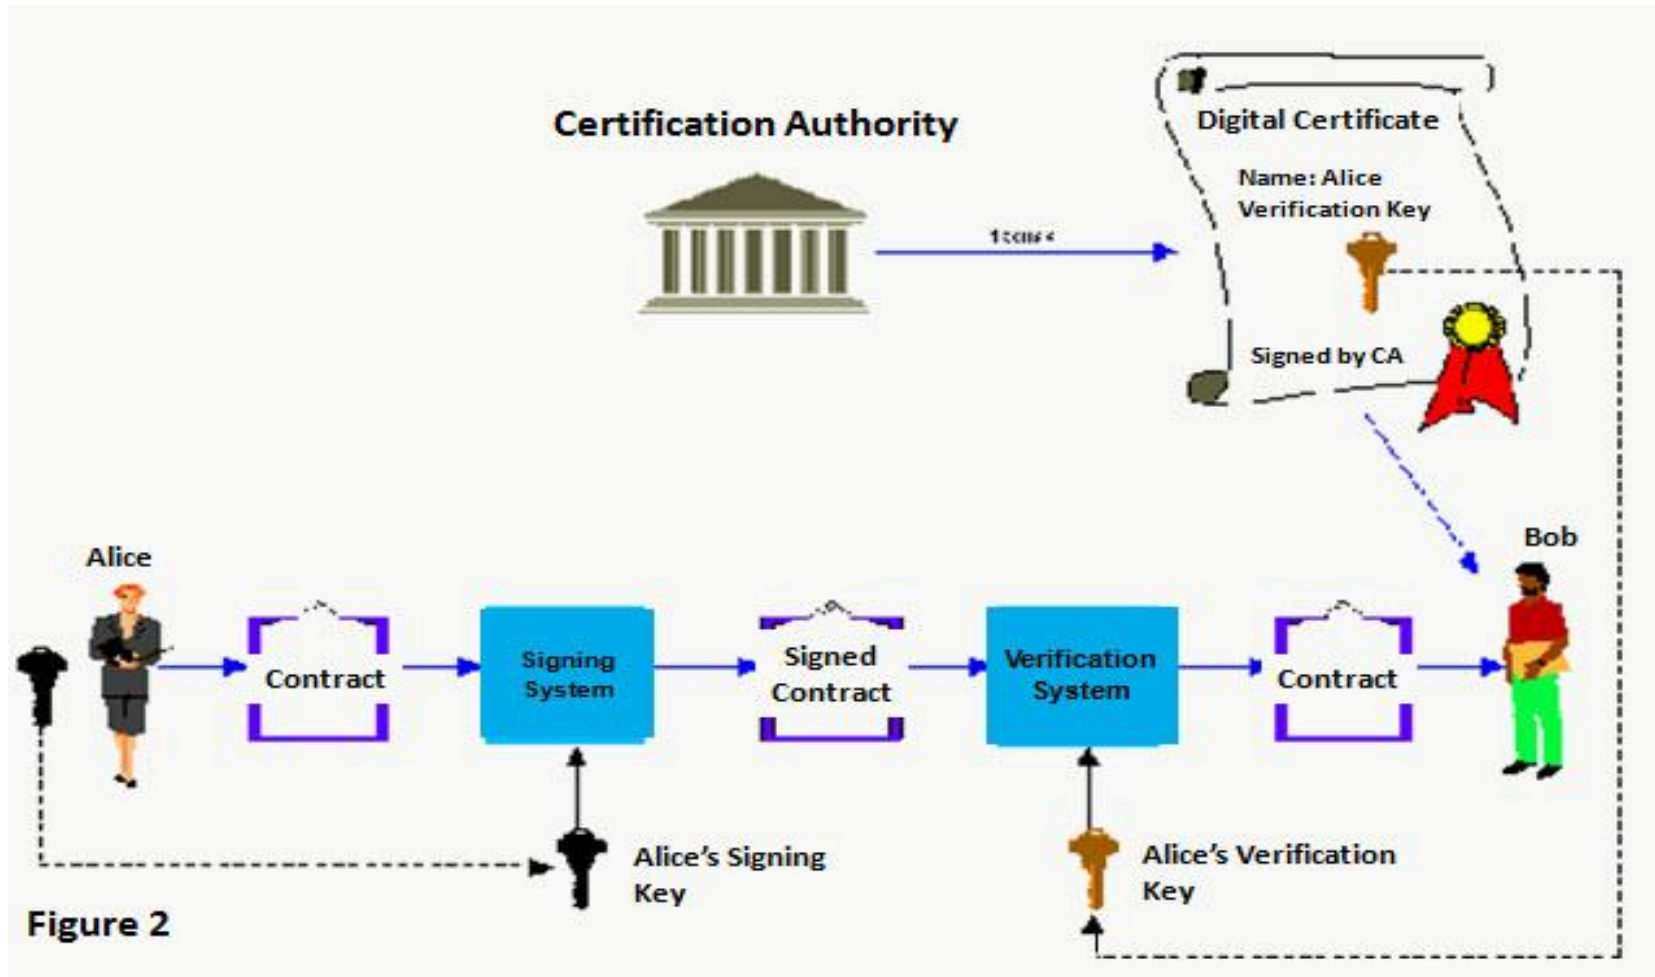 Certification Authority
Digital Certificate
Name: Alice
Verification Key
Signed by CA
Alice
Bob
Contract
Signing
System
Signed
Contract
Verification
System
Contract
Alice's Signing
Key
Alice's Verification
Key
Figure 2